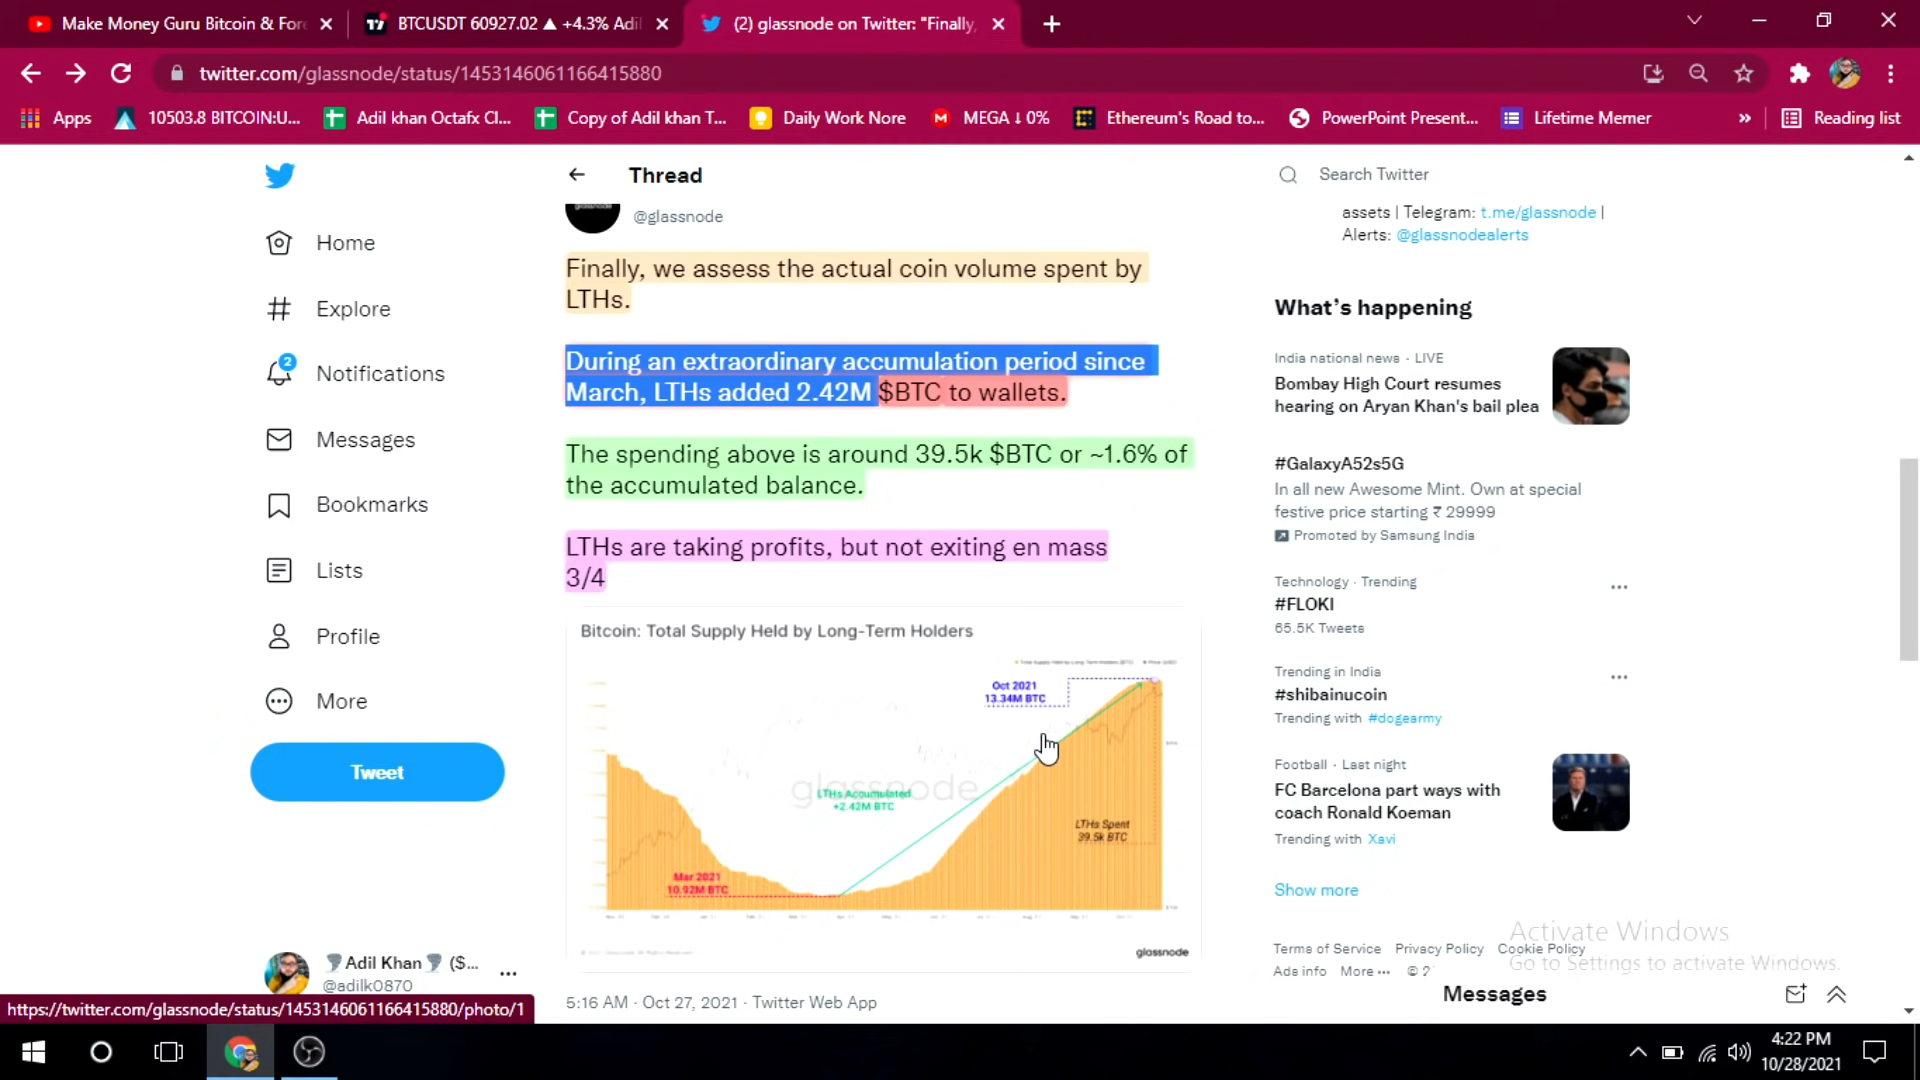 Make Money Guru Bitcoin & Fore
BTCUSDT 60927.02 ▲ +4.3% Adil
(2) glassnode on Twitter: "Finally,
twitter.com/glassnode/status/1453146061166415880
Apps
10503.8 BITCOIN:U...
Adil khan Octafx Cl...
Copy of Adil khan T...
Daily Work Nore
MEGA ↓ 0%
Ethereum's Road to...
PowerPoint Present...
Lifetime Memer
»
Reading list
Home
Explore
2
Notifications
Messages
Bookmarks
Lists
Profile
More
Tweet
Adil Khan ($...
@adilk0870
https://twitter.com/glassnode/status/1453146061166415880/photo/1
Thread
@glassnode
Finally, we assess the actual coin volume spent by
LTHs.
During an extraordinary accumulation period since
March, LTHs added 2.42M $BTC to wallets.
The spending above is around 39.5k $BTC or ~1.6% of
the accumulated balance.
LTHs are taking profits, but not exiting en mass
3/4
Bitcoin: Total Supply Held by Long-Term Holders
Oct 2021
13.34M BTC
glassnode
LTHs Accumulated
+2.42M BTC
LTHs Spent
39.5k BTC
Mar 2021
10.92M BTC
glassnode
5:16 AM · Oct 27, 2021 · Twitter Web App
Search Twitter
assets | Telegram: t.me/glassnode |
Alerts: @glassnodealerts
What's happening
India national news · LIVE
Bombay High Court resumes
hearing on Aryan Khan's bail plea
#GalaxyA52s5G
In all new Awesome Mint. Own at special
festive price starting ₹ 29999
Promoted by Samsung India
Technology · Trending
#FLOKI
65.5K Tweets
Trending in India
#shibainucoin
Trending with #dogearmy
Football · Last night
FC Barcelona part ways with
coach Ronald Koeman
Trending with Xavi
Show more
Activate Windows
Go to Settings to activate Windows.
Terms of Service Privacy Policy Cookie Policy
Ads info More ··· © 2
Messages
4:22 PM
10/28/2021